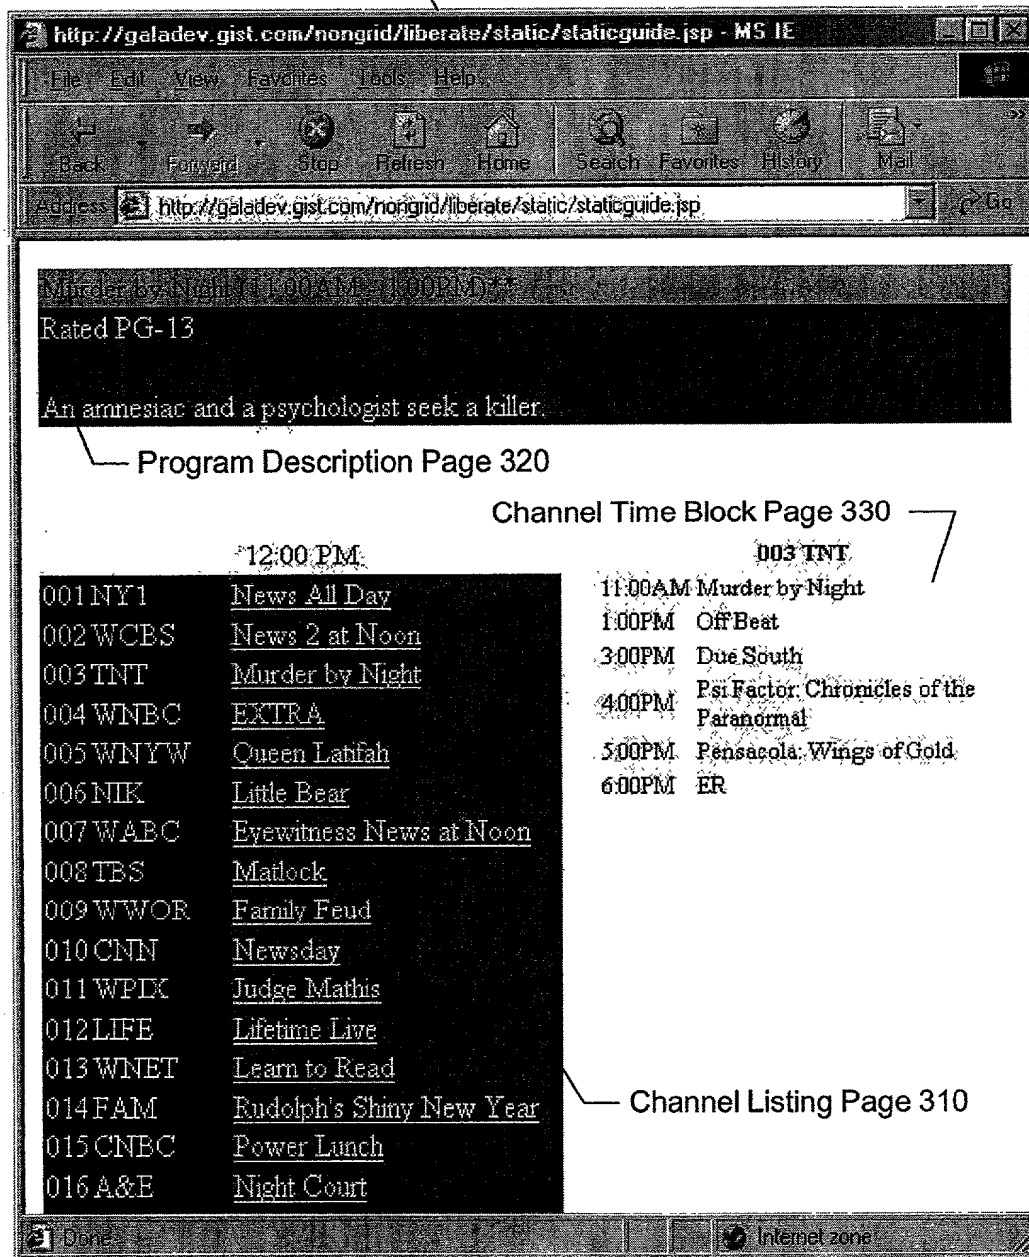 http://galadev.gist.com/nongrid/liberate/static/staticguide.jsp - MS IE
File Edit View Favorites Tools Help
Back Forward Stop Refresh Home Search Favorites History Mail
Address http://galadev.gist.com/nongrid/liberate/static/staticguide.jsp Go
Murder by Night (11:00AM - 1:00PM)**
Rated PG-13
An amnesiac and a psychologist seek a killer.
Program Description Page 320
Channel Time Block Page 330
12:00 PM
001 NY1 News All Day
002 WCBS News 2 at Noon
003 TNT Murder by Night
004 WNBC EXTRA
005 WNYW Queen Latifah
006 NIK Little Bear
007 WABC Eyewitness News at Noon
008 TBS Matlock
009 WWOR Family Feud
010 CNN Newsday
011 WPIX Judge Mathis
012 LIFE Lifetime Live
013 WNET Learn to Read
014 FAM Rudolph's Shiny New Year
015 CNBC Power Lunch
016 A&E Night Court
003 TNT
11:00AM Murder by Night
1:00PM Off Beat
3:00PM Due South
4:00PM Psi Factor: Chronicles of the
Paranormal
5:00PM Pensacola: Wings of Gold
6:00PM ER
Channel Listing Page 310
Done Internet zone